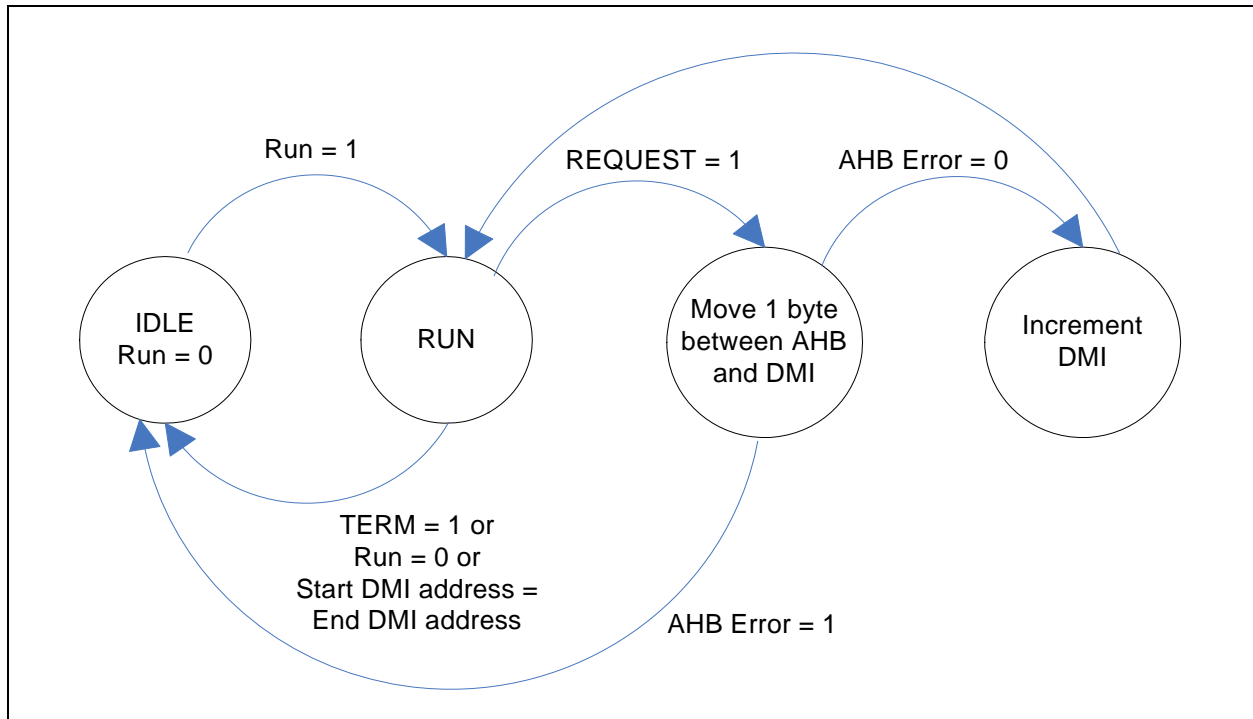 Run = 1
REQUEST = 1
AHB Error = 0
IDLE
Run = 0
RUN
Move 1 byte
between AHB
and DMI
Increment
DMI
TERM = 1 or
Run = 0 or
Start DMI address =
End DMI address
AHB Error = 1